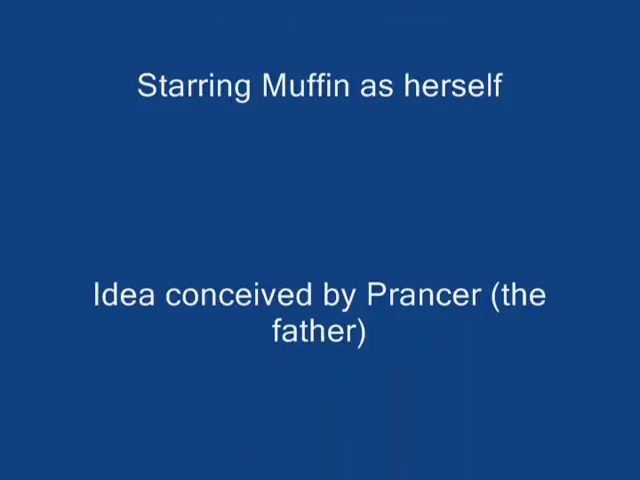 Starring Muffin as herself
Idea conceived by Prancer (the
father)